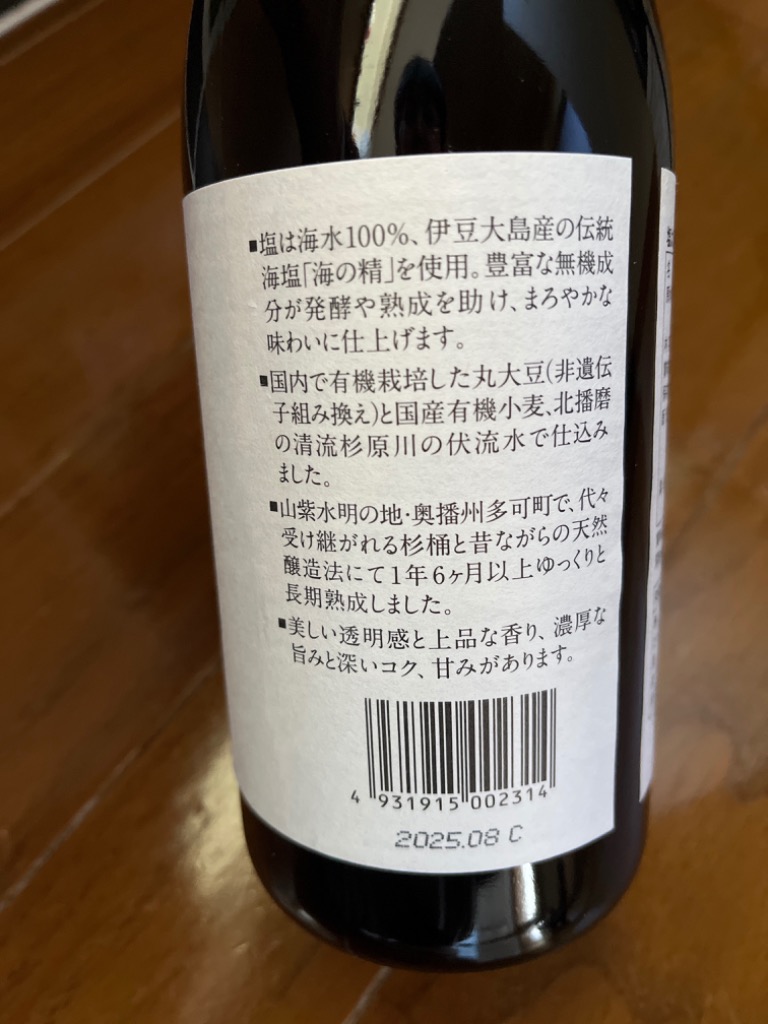 ■塩は海水100%、伊豆大島産の伝統
海塩「海の精」を使用。豊富な無機成
分が発酵や熟成を助け、まろやかな
味わいに仕上げます。
■国内で有機栽培した丸大豆(非遺伝
子組み換え)と国産有機小麦、北播磨
の清流杉原川の伏流水で仕込み
ました。
■山紫水明の地・奥播州多可町で、代々
受け継がれる杉桶と昔ながらの天然
醸造法にて1年6ヶ月以上ゆっくりと
長期熟成しました。
■美しい透明感と上品な香り、濃厚な
旨みと深いコク、甘みがあります。
4 931915 002314
2025.08 C